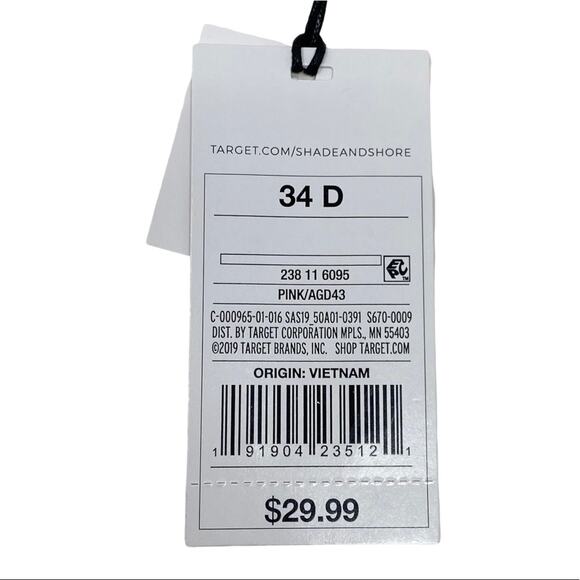 TARGET.COM/SHADEANDSHORE
34 D
238 11 6095
PINK/AGD43
C-000965-01-016 SAS19_50A01-0391 S670-0009
DIST. BY TARGET CORPORATION MPLS., MN 55403
©2019 TARGET BRANDS, INC. SHOP TARGET.COM
ORIGIN: VIETNAM
1 91904 23512 1
$29.99